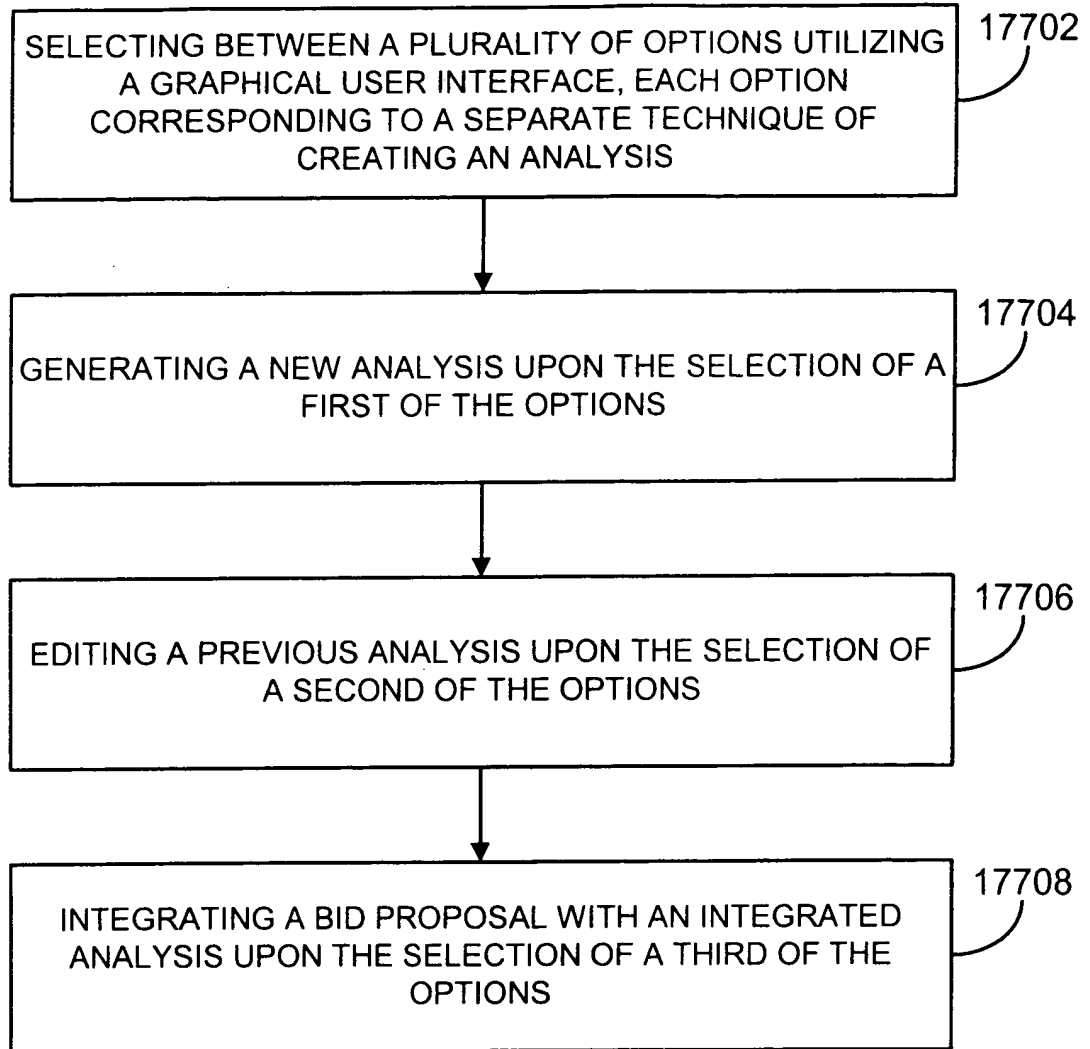 SELECTING BETWEEN A PLURALITY OF OPTIONS UTILIZING
A GRAPHICAL USER INTERFACE, EACH OPTION
CORRESPONDING TO A SEPARATE TECHNIQUE OF
CREATING AN ANALYSIS
17702
GENERATING A NEW ANALYSIS UPON THE SELECTION OF A
FIRST OF THE OPTIONS
17704
EDITING A PREVIOUS ANALYSIS UPON THE SELECTION OF
A SECOND OF THE OPTIONS
17706
INTEGRATING A BID PROPOSAL WITH AN INTEGRATED
ANALYSIS UPON THE SELECTION OF A THIRD OF THE
OPTIONS
17708